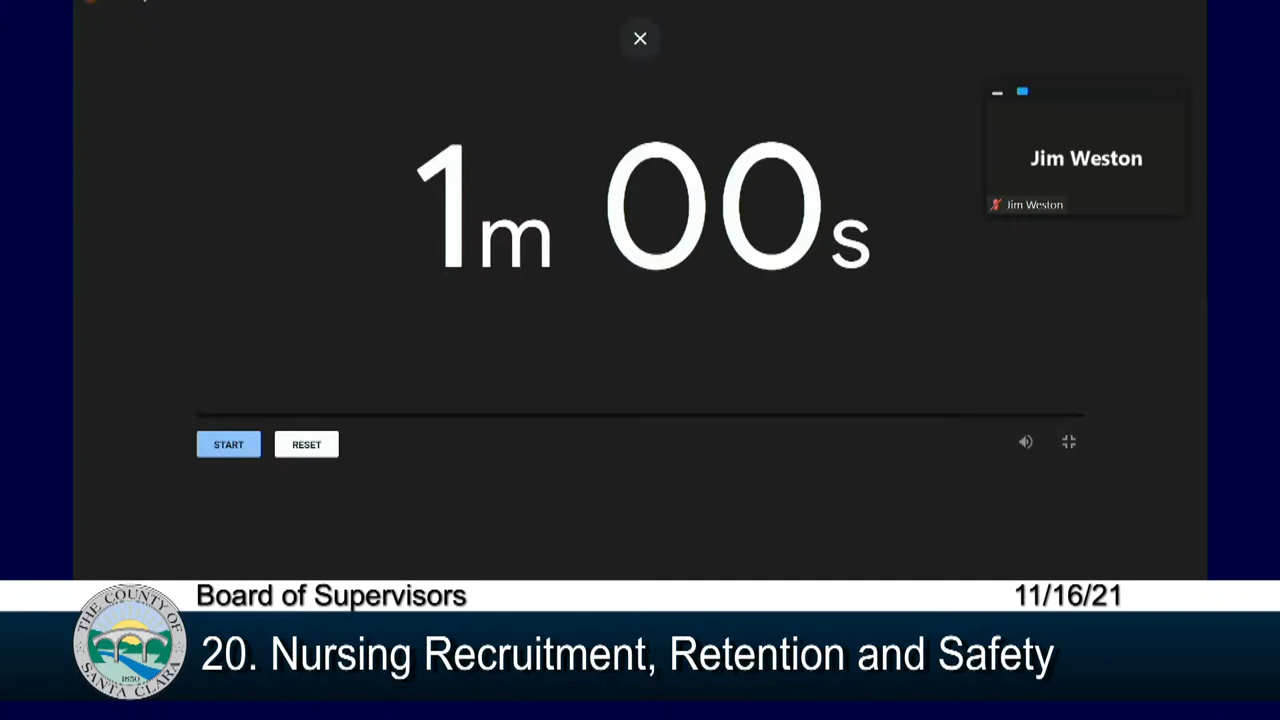 1m 00s
Jim Weston
Jim Weston
START
RESET
Board of Supervisors
11/16/21
20. Nursing Recruitment, Retention and Safety
THE COUNTY OF
SANTA CLARA
1850